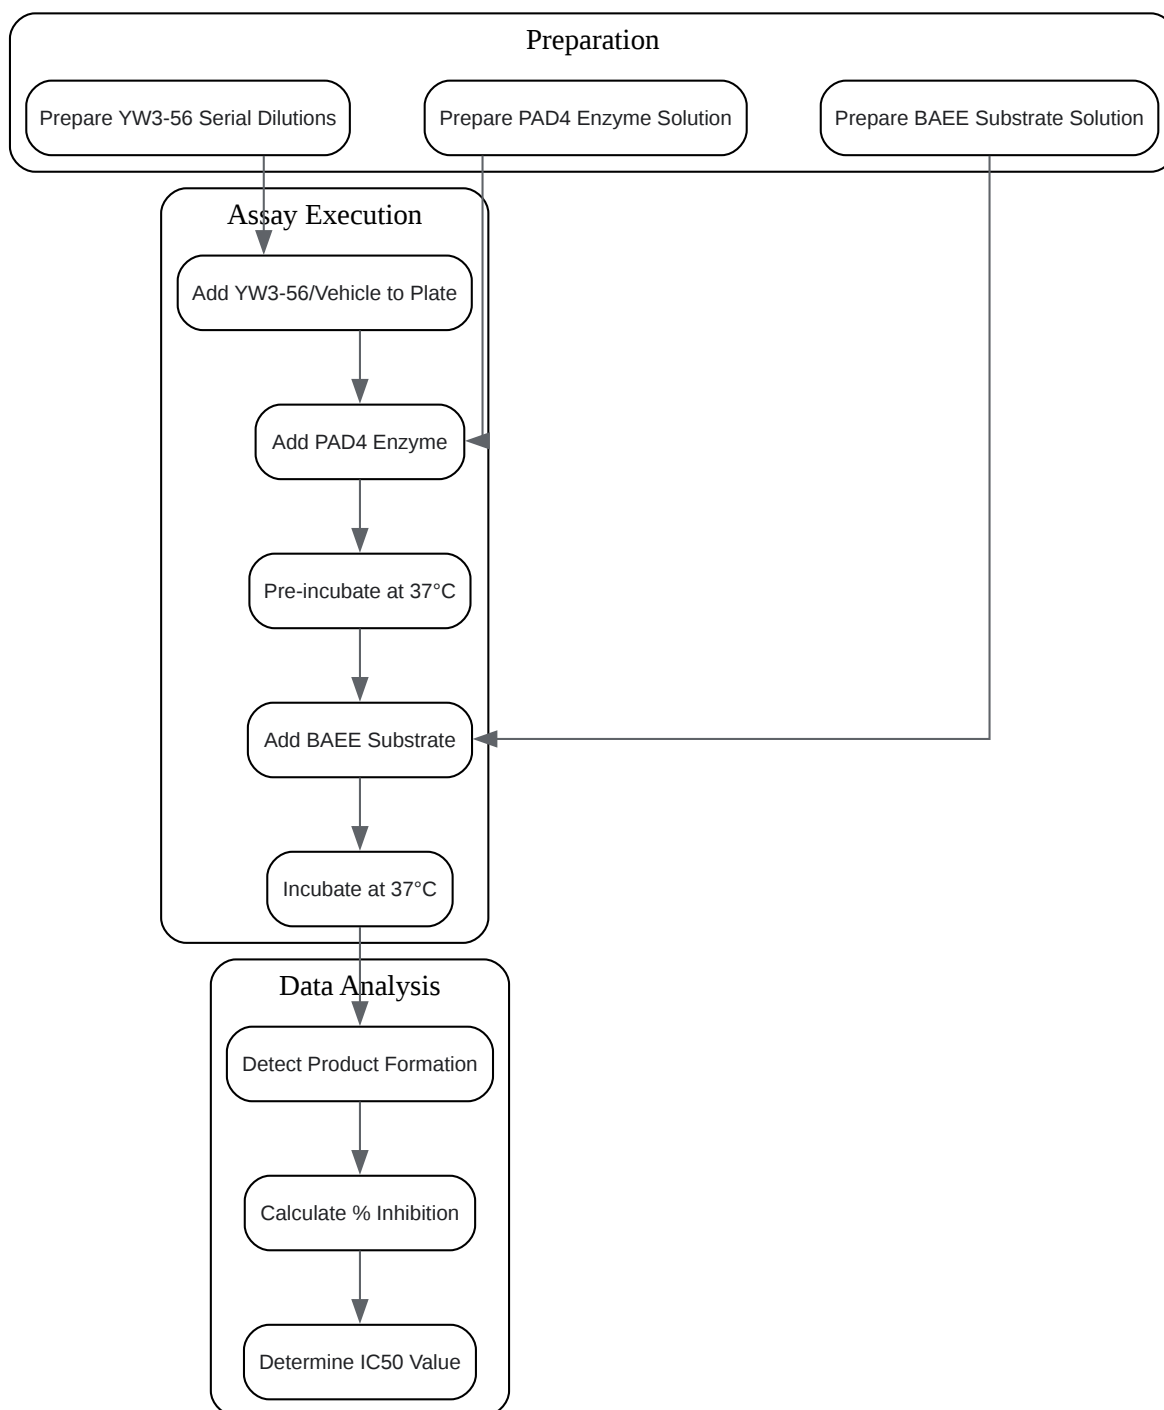 Preparation
Prepare YW3-56 Serial Dilutions
Prepare PAD4 Enzyme Solution
Prepare BAEE Substrate Solution
Assay Execution
Add YW3-56/Vehicle to Plate
Add PAD4 Enzyme
Pre-incubate at 37°C
Add BAEE Substrate
Incubate at 37°C
Data Analysis
Detect Product Formation
Calculate % Inhibition
Determine IC50 Value